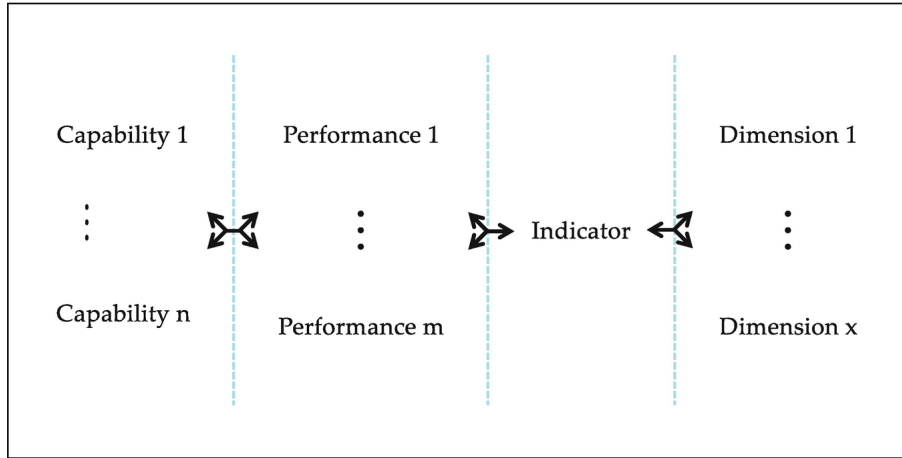 Capability 1
Performance 1
Dimension 1
Indicator
Capability n
Performance m
Dimension x